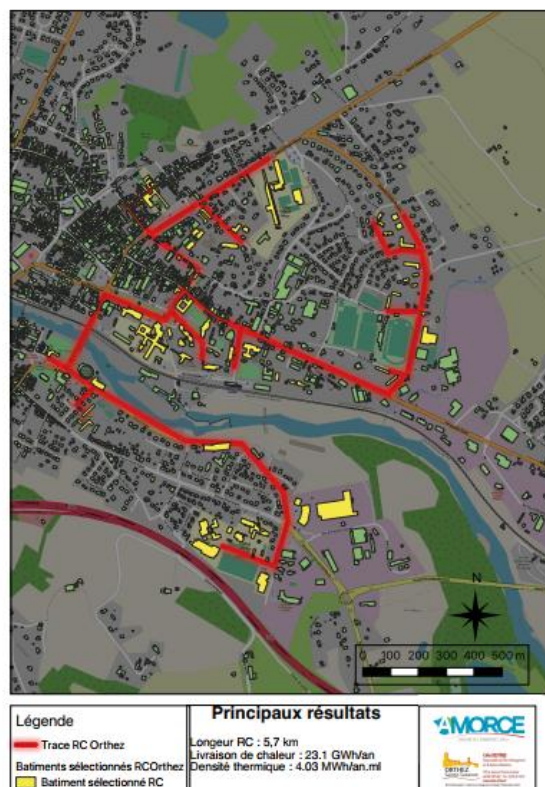 N
0 100 200 300 400 500 m
Légende
Trace RC Orthez
Batiments sélectionnés RCOrthez
Batiment sélectionné RC
Principaux résultats
Longeur RC : 5,7 km
Livraison de chaleur : 23.1 GWh/an
Densité thermique : 4.03 MWh/an.ml
AMORCE
ORTHEZ